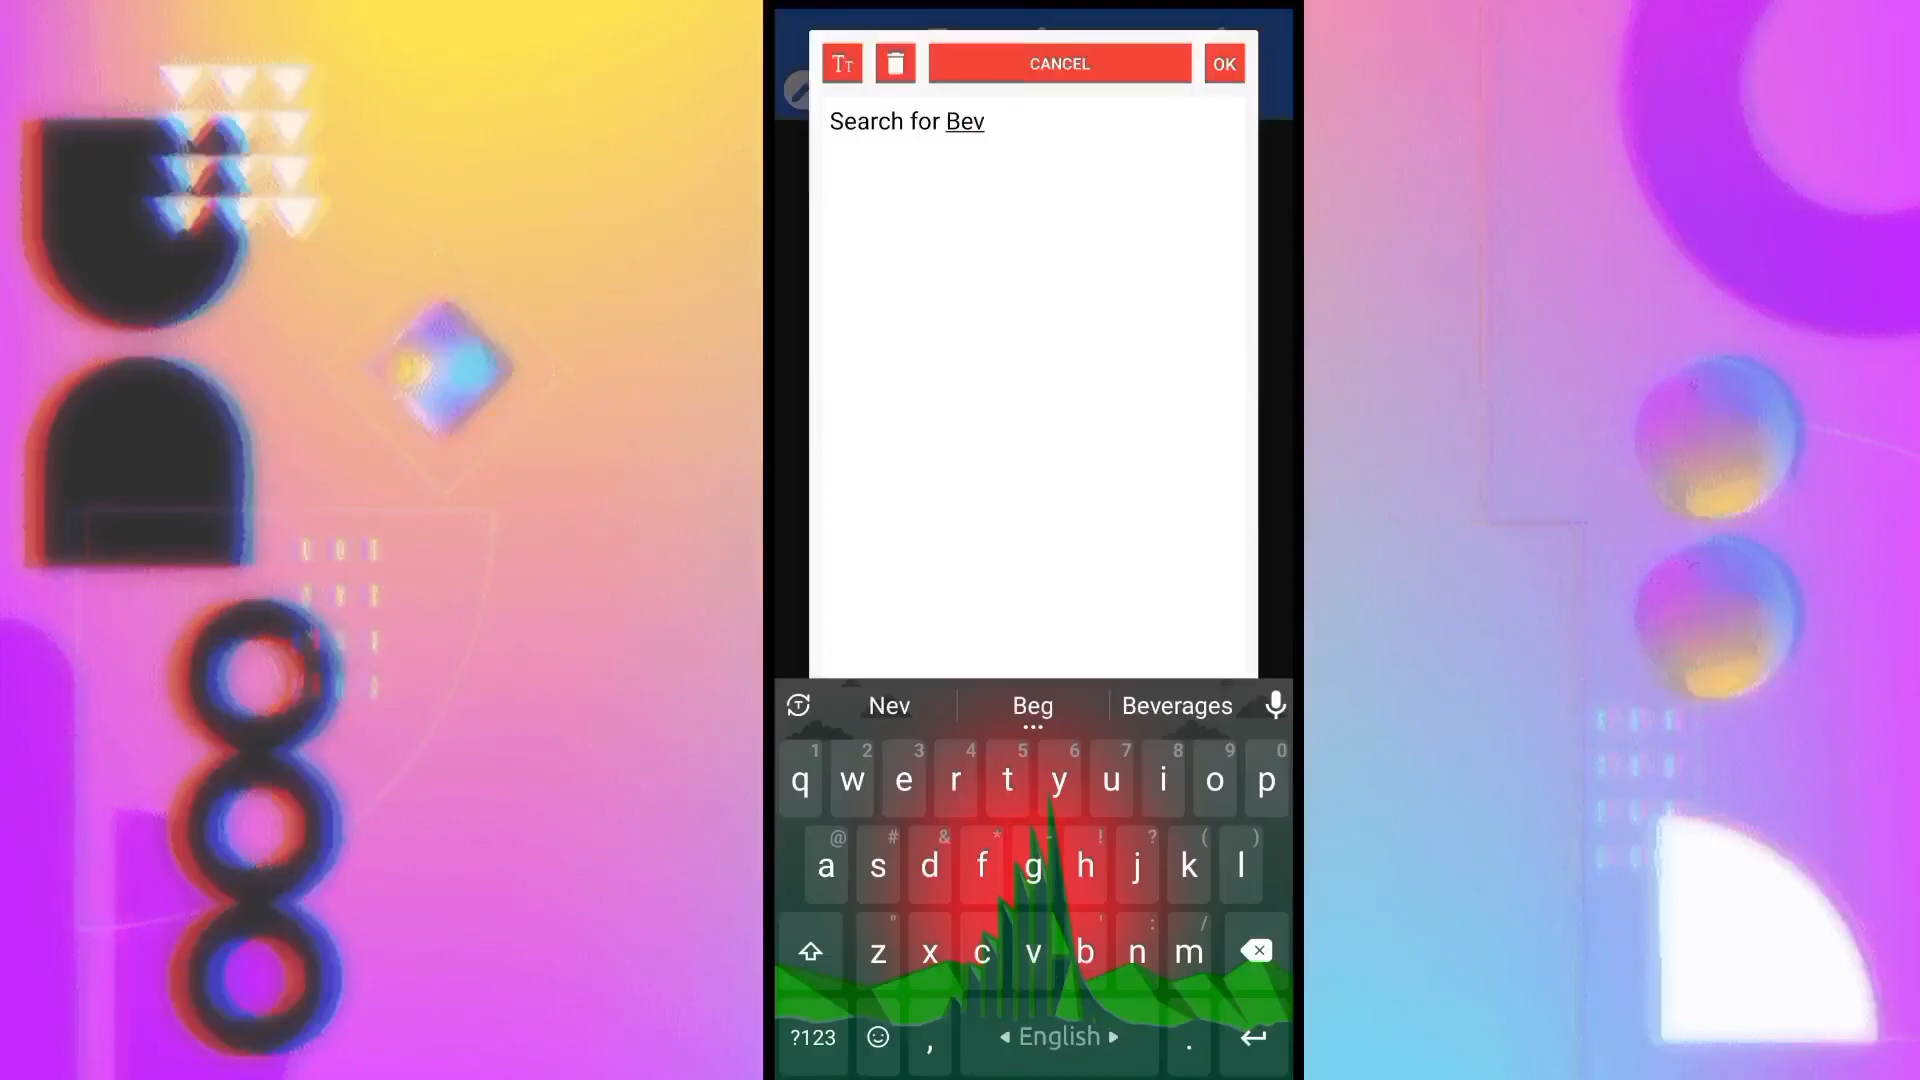 Tт CANCEL OK
Search for Bev
Nev Beg Beverages
1 2 3 4 5 6 7 8 9 0
q w e r t y u i o p
@ # & * - ! ? ( )
a s d f g h j k l
" ' : /
z x c v b n m
?123 , English .